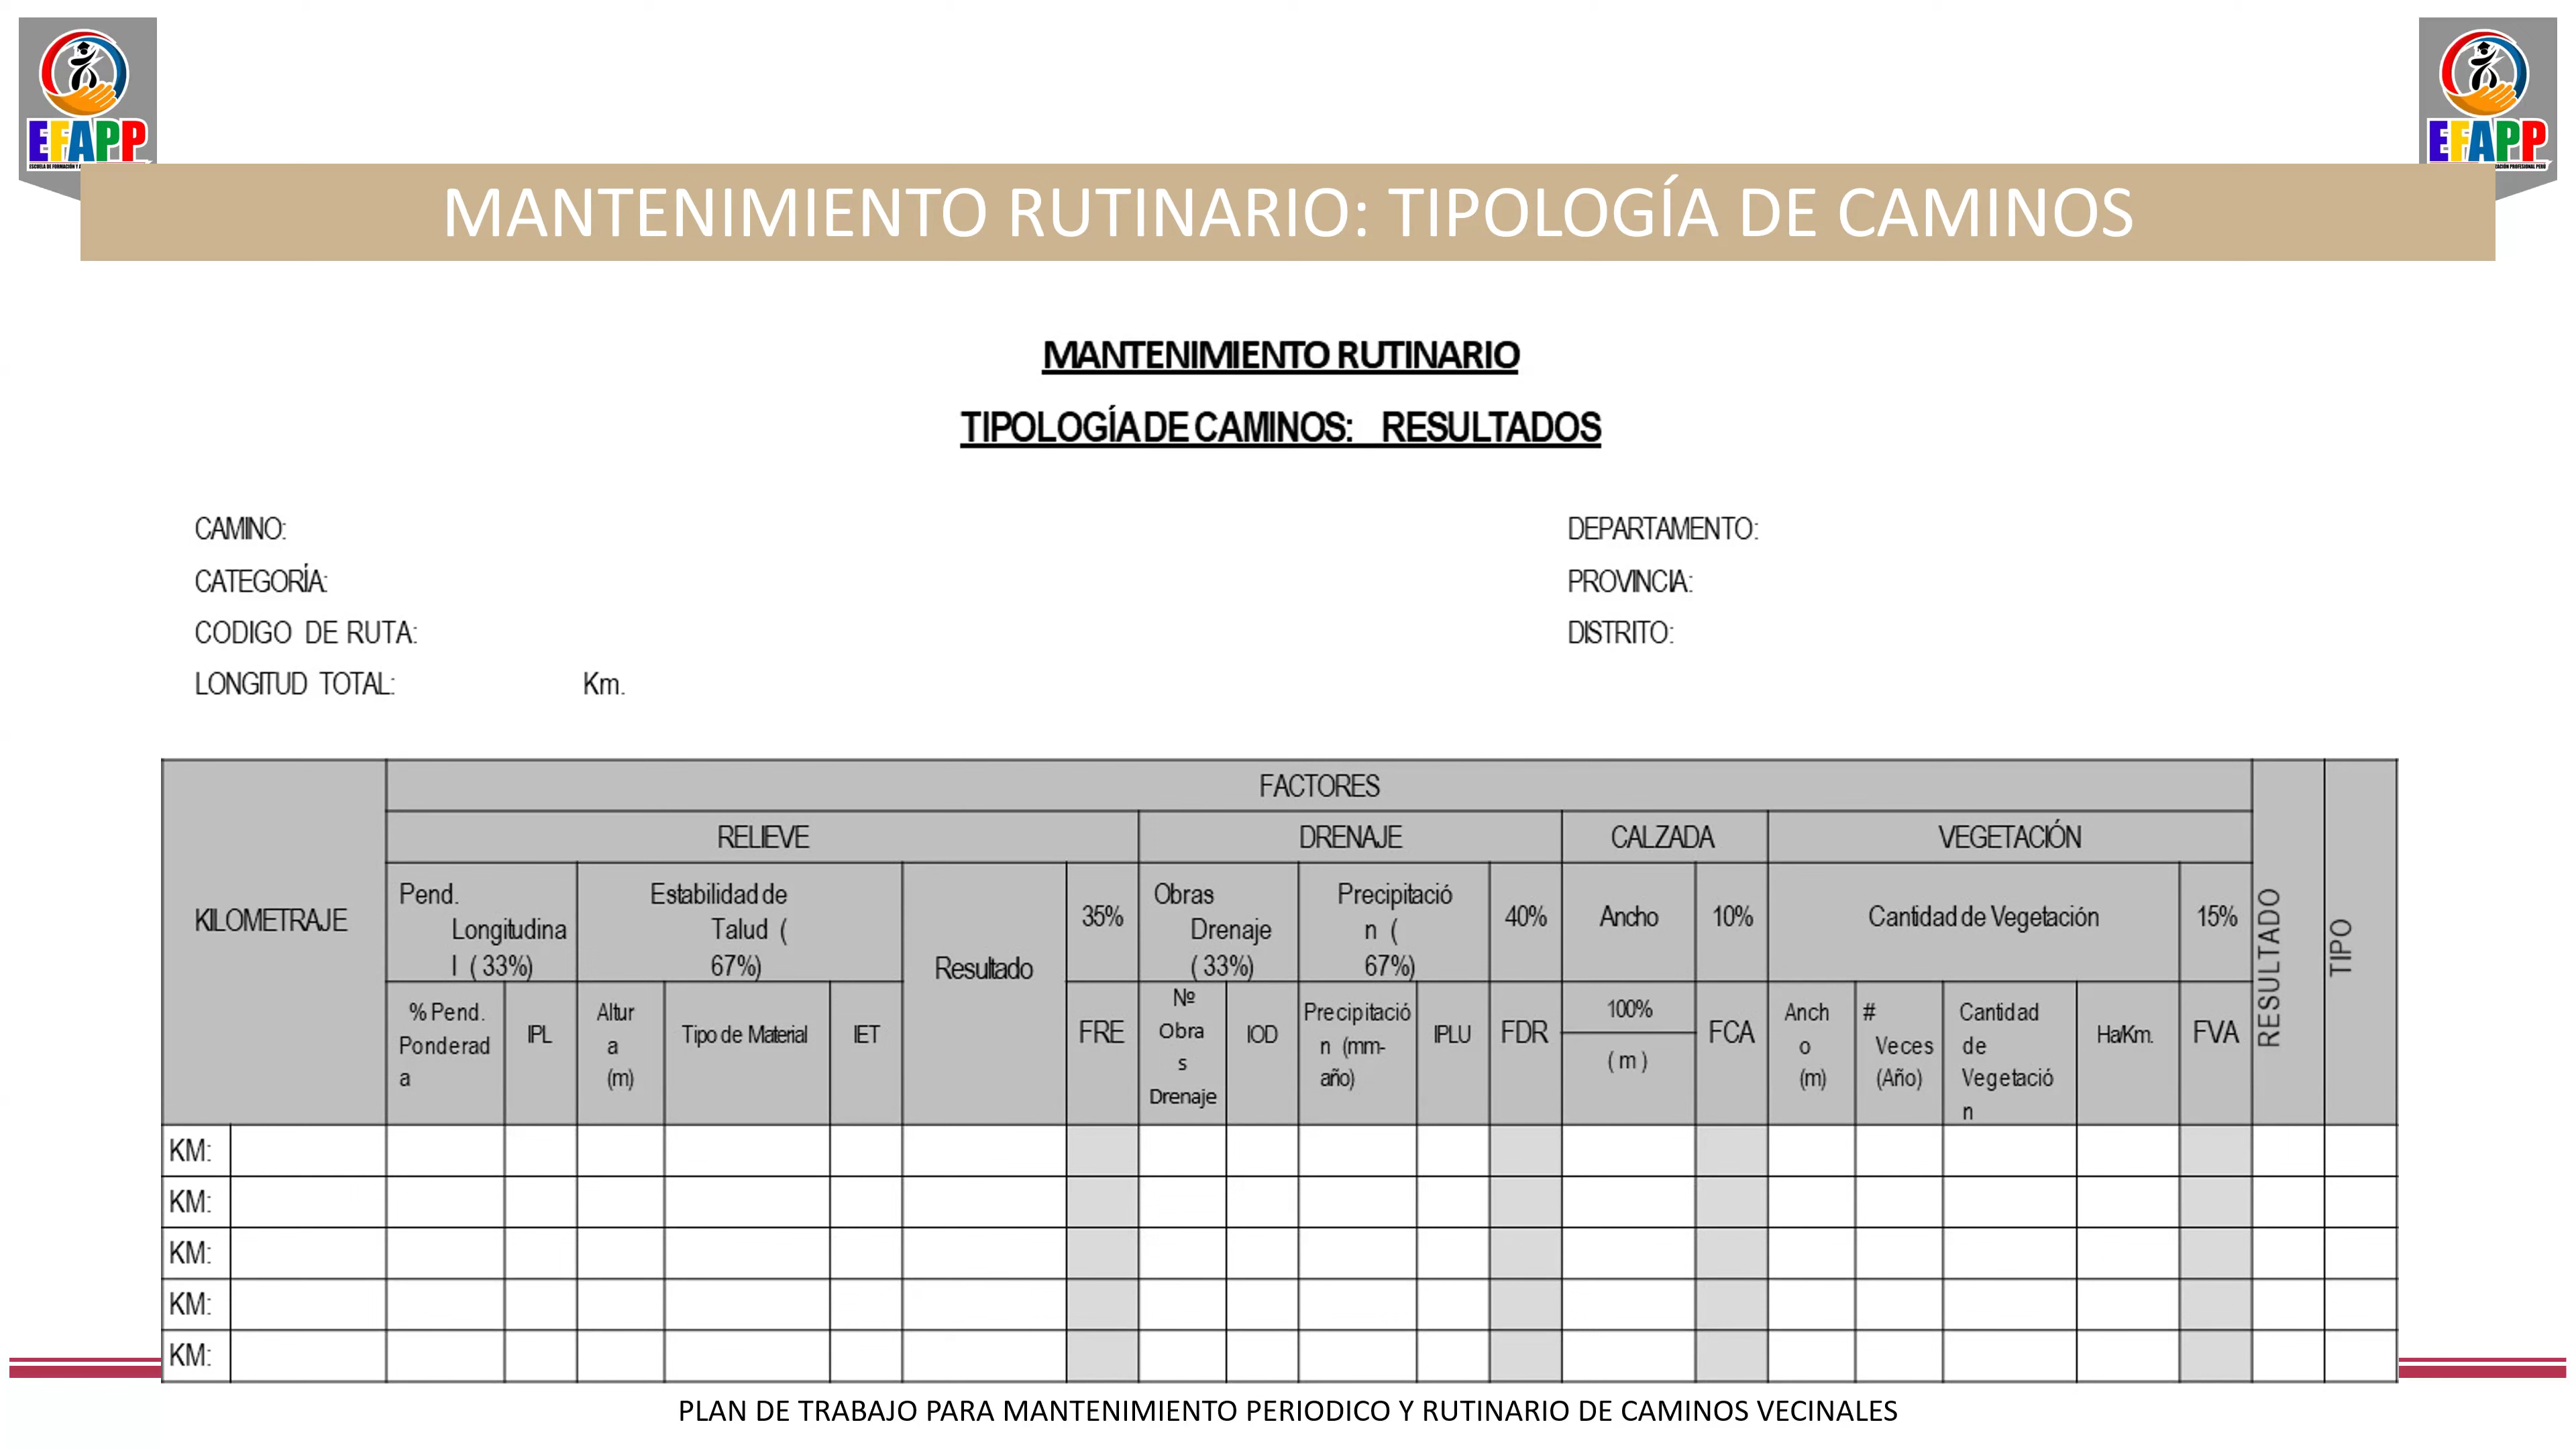 EFAPP
EFAPP
MANTENIMIENTO RUTINARIO: TIPOLOGÍA DE CAMINOS
MANTENIMIENTO RUTINARIO
TIPOLOGÍA DE CAMINOS: RESULTADOS
CAMINO:
DEPARTAMENTO:
CATEGORÍA:
PROVINCIA:
CODIGO DE RUTA:
DISTRITO:
LONGITUD TOTAL: Km.
KILOMETRAJE
FACTORES
RESULTADO
TIPO
RELIEVE
DRENAJE
CALZADA
VEGETACIÓN
Pend.
Longitudina
l ( 33%)
Estabilidad de
Talud (
67%)
Resultado
35%
Obras
Drenaje
( 33%)
Precipitació
n (
67%)
40%
Ancho
10%
Cantidad de Vegetación
15%
% Pend.
Ponderad
a
IPL
Altur
a
(m)
Tipo de Material
IET
FRE
Nº
Obra
s
Drenaje
IOD
Precipitació
n (mm-
año)
IPLU
FDR
100%
( m )
FCA
Anch
o
(m)
#
Veces
(Año)
Cantidad
de
Vegetació
n
Ha/Km.
FVA
KM:
KM:
KM:
KM:
KM:
PLAN DE TRABAJO PARA MANTENIMIENTO PERIODICO Y RUTINARIO DE CAMINOS VECINALES